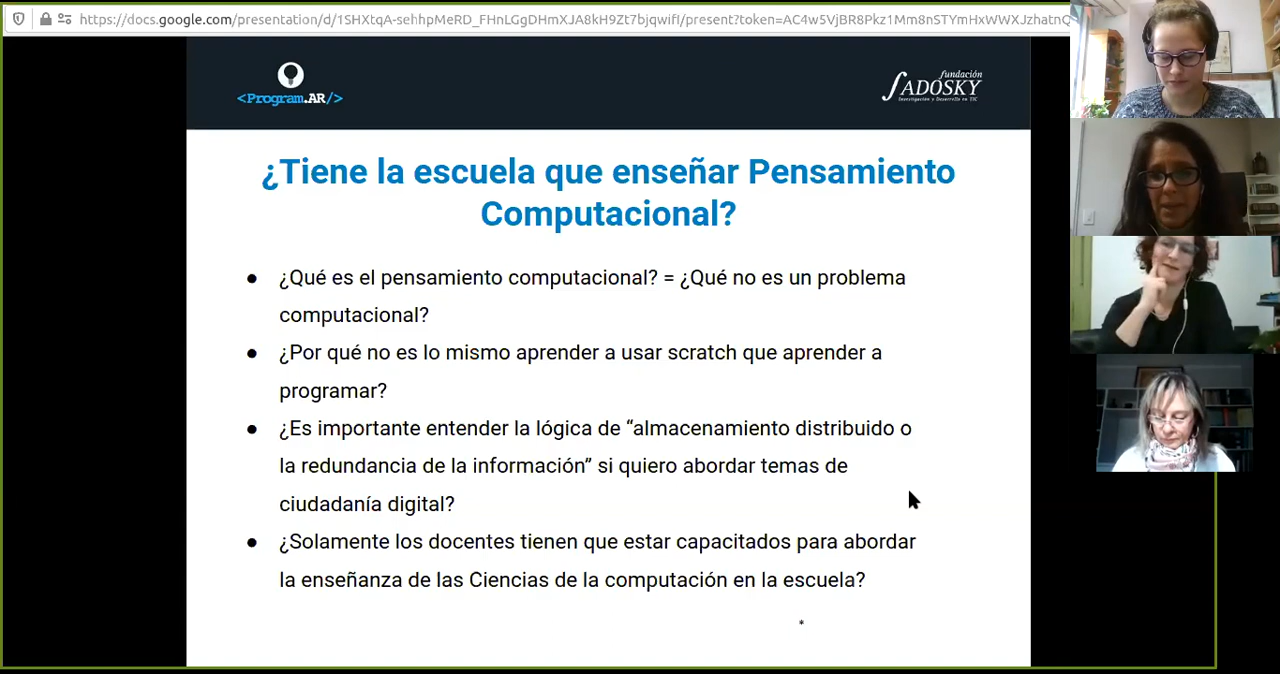 https://docs.google.com/presentation/d/1SHXtqA-sehhpMeRD_FHnLGgDHmXJA8kH9Zt7bjqwifI/present?token=AC4w5VjBR8Pkz1Mm8nSTYmHxWWXJzhatnQ
<Program.AR/>
fundación
SADOSKY
Investigación y Desarrollo en TIC
¿Tiene la escuela que enseñar Pensamiento
Computacional?
● ¿Qué es el pensamiento computacional? = ¿Qué no es un problema
computacional?
● ¿Por qué no es lo mismo aprender a usar scratch que aprender a
programar?
● ¿Es importante entender la lógica de “almacenamiento distribuido o
la redundancia de la información” si quiero abordar temas de
ciudadanía digital?
● ¿Solamente los docentes tienen que estar capacitados para abordar
la enseñanza de las Ciencias de la computación en la escuela?
*